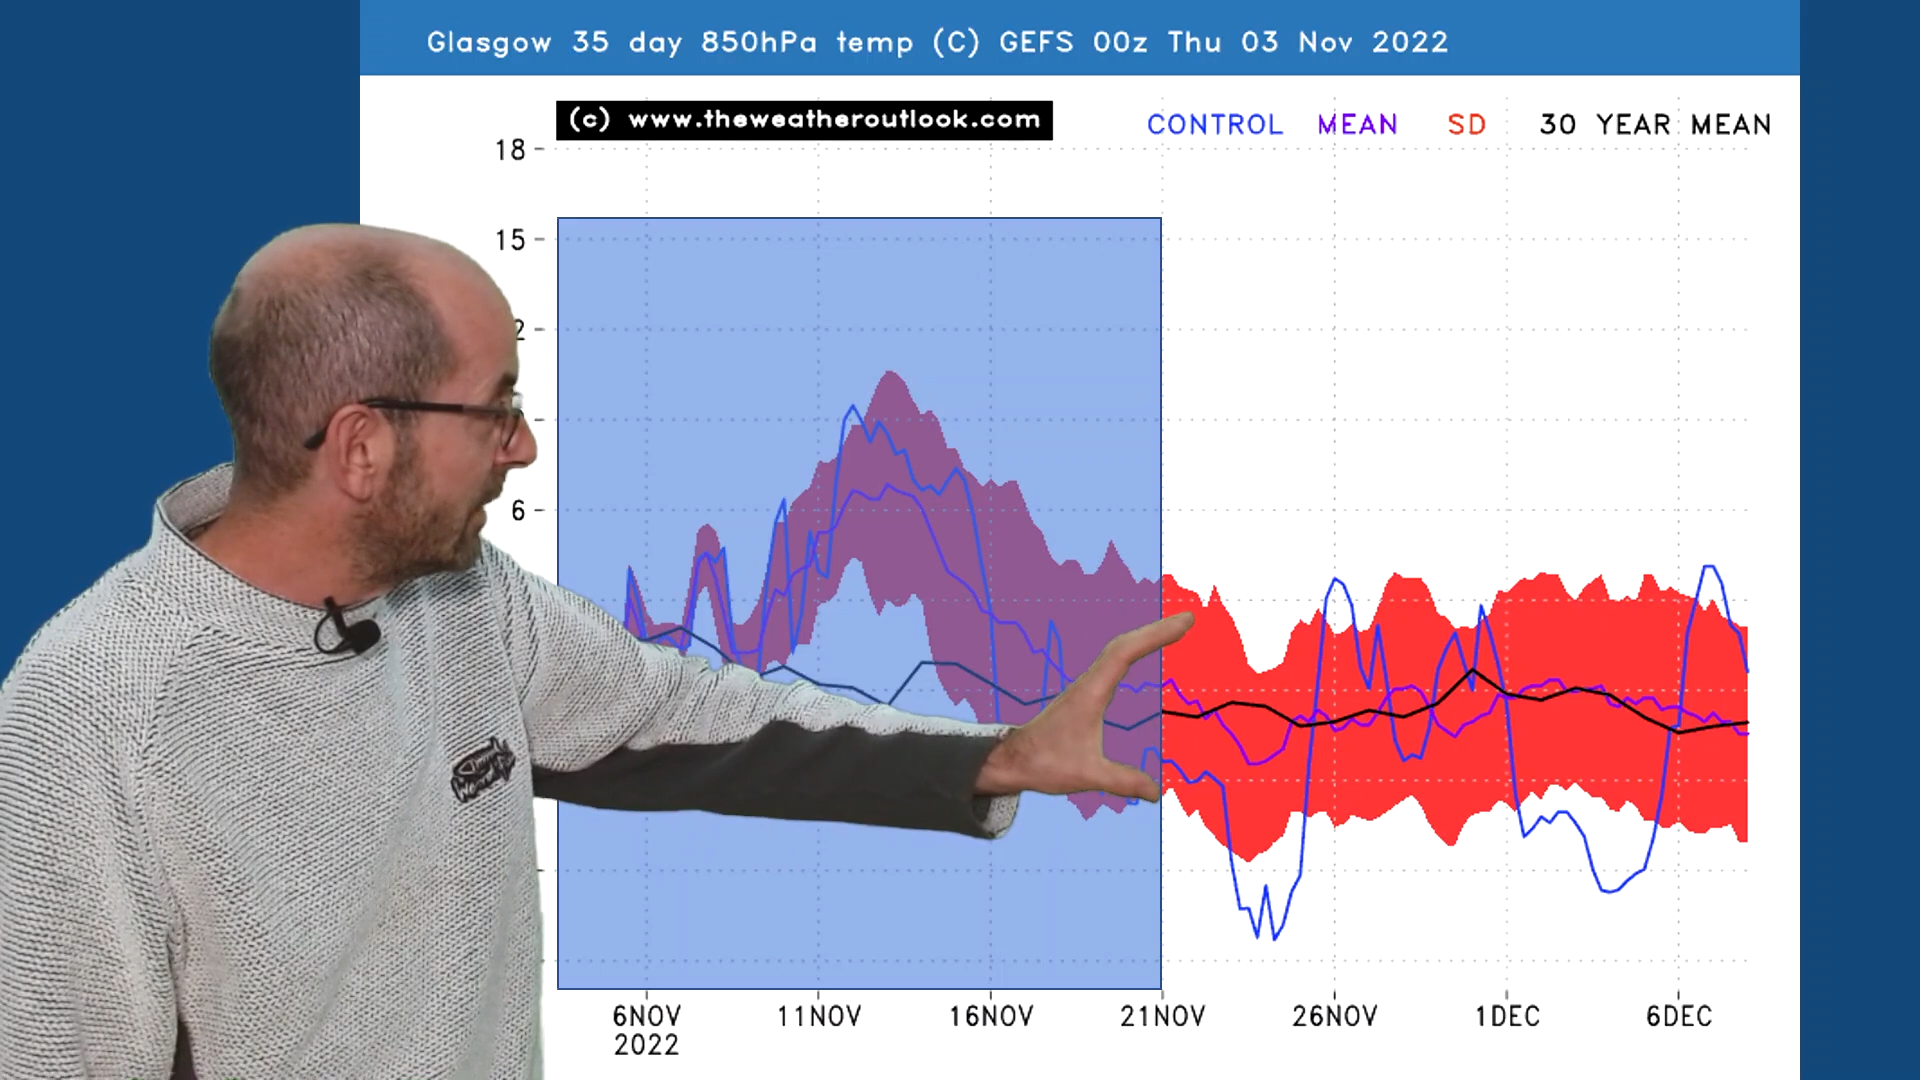 Glasgow 35 day 850hPa temp (C) GEFS 00z Thu 03 Nov 2022
(c) www.theweatheroutlook.com
CONTROL MEAN SD 30 YEAR MEAN
18
15
2
6
6NOV 11NOV 16NOV 21NOV 26NOV 1DEC 6DEC
2022